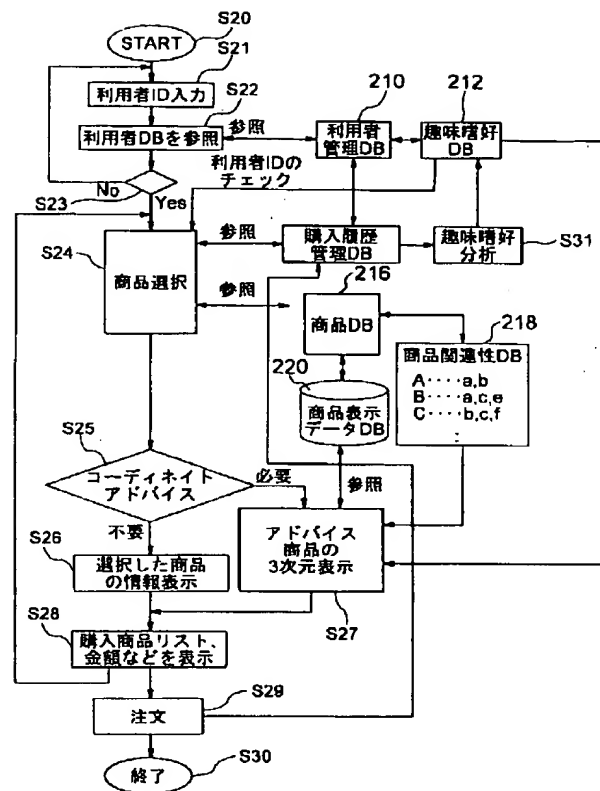 S20
START
S21
利用者ID入力
S22
利用者DBを参照
参照
210
利用者
管理DB
212
趣味嗜好
DB
利用者IDの
チェック
No
Yes
S23
S24
商品選択
参照
購入履歴
管理DB
趣味嗜好
分析
S31
参照
216
商品DB
218
商品関連性DB
A‥‥a,b
B‥‥a,c,e
C‥‥b,c,f
：
220
商品表示
データDB
S25
コーディネイト
アドバイス
必要
参照
不要
アドバイス
商品の
3次元表示
S27
S26
選択した商品
の情報表示
S28
購入商品リスト、
金額などを表示
S29
注文
S30
終了